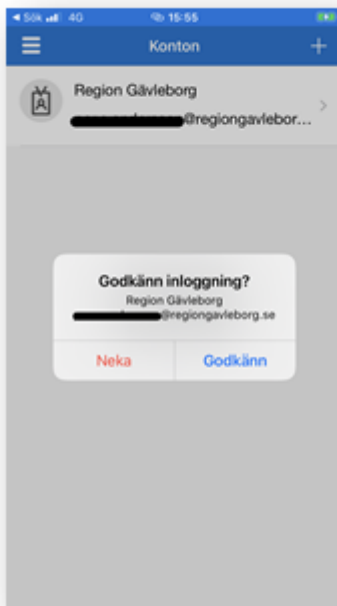 ◀ Sök 4G 15:55
Konton
Region Gävleborg
@regiongavlebor...
Godkänn inloggning?
Region Gävleborg
@regiongavleborg.se
Neka Godkänn